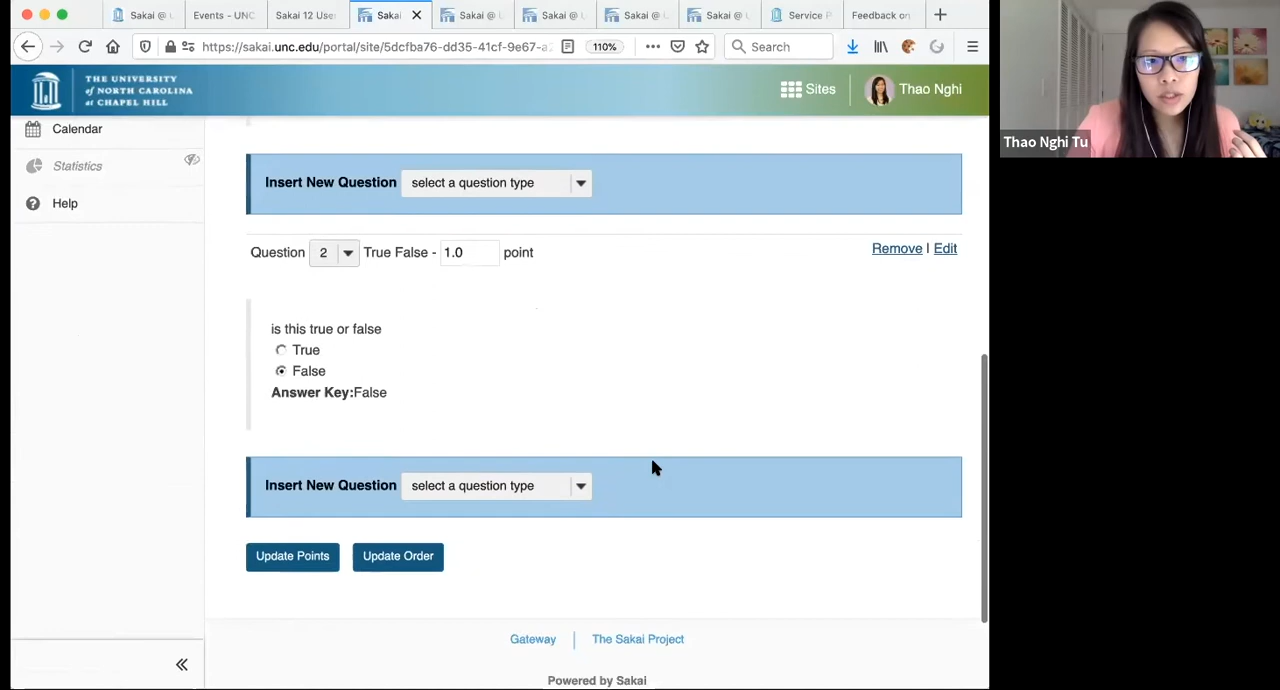 Sakai @ U
Events - UNC
Sakai 12 Use
Sakai
Sakai @ U
Sakai @ U
Sakai @ U
Sakai @ U
Service P
Feedback on
https://sakai.unc.edu/portal/site/5dcfba76-dd35-41cf-9e67-a
110%
Search
THE UNIVERSITY
of NORTH CAROLINA
at CHAPEL HILL
Sites
Thao Nghi
Thao Nghi Tu
Calendar
Statistics
Help
Insert New Question select a question type
Question 2 True False - 1.0 point
Remove | Edit
is this true or false
True
False
Answer Key:False
Insert New Question select a question type
Update Points Update Order
Gateway | The Sakai Project
Powered by Sakai